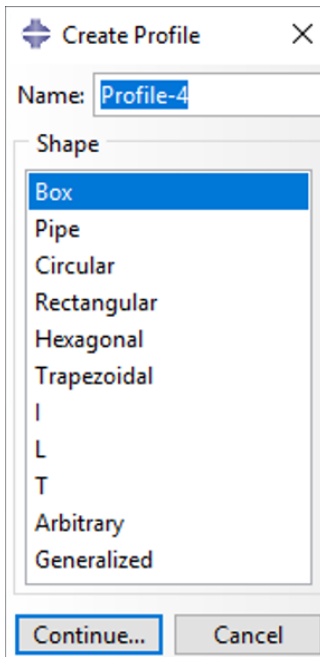 Create Profile
Name: Profile-4
Shape
Box
Pipe
Circular
Rectangular
Hexagonal
Trapezoidal
I
L
T
Arbitrary
Generalized
Continue... Cancel